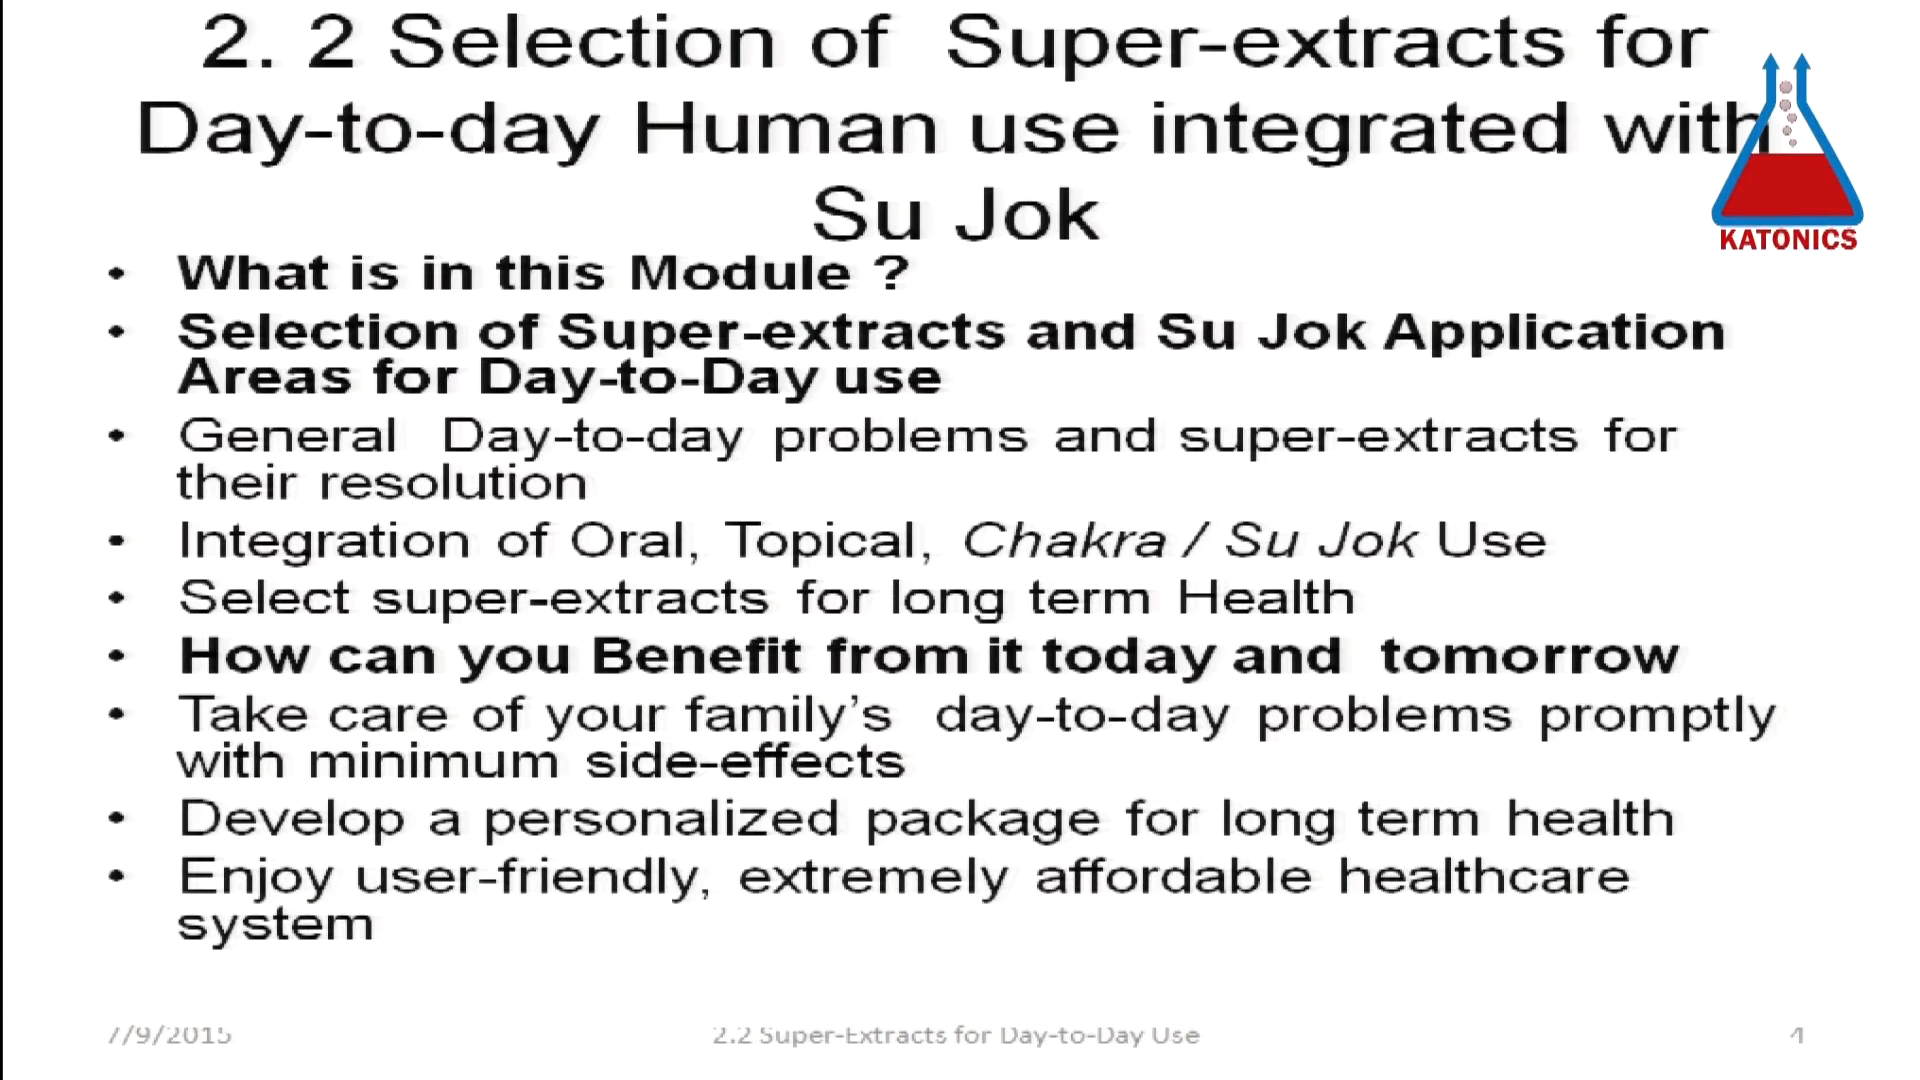 2. 2 Selection of Super-extracts for
Day-to-day Human use integrated with
Su Jok
KATONICS
• What is in this Module ?
• Selection of Super-extracts and Su Jok Application
Areas for Day-to-Day use
• General Day-to-day problems and super-extracts for
their resolution
• Integration of Oral, Topical, Chakra / Su Jok Use
• Select super-extracts for long term Health
• How can you Benefit from it today and tomorrow
• Take care of your family’s day-to-day problems promptly
with minimum side-effects
• Develop a personalized package for long term health
• Enjoy user-friendly, extremely affordable healthcare
system
7/9/2015 2.2 Super-Extracts for Day-to-Day Use 4